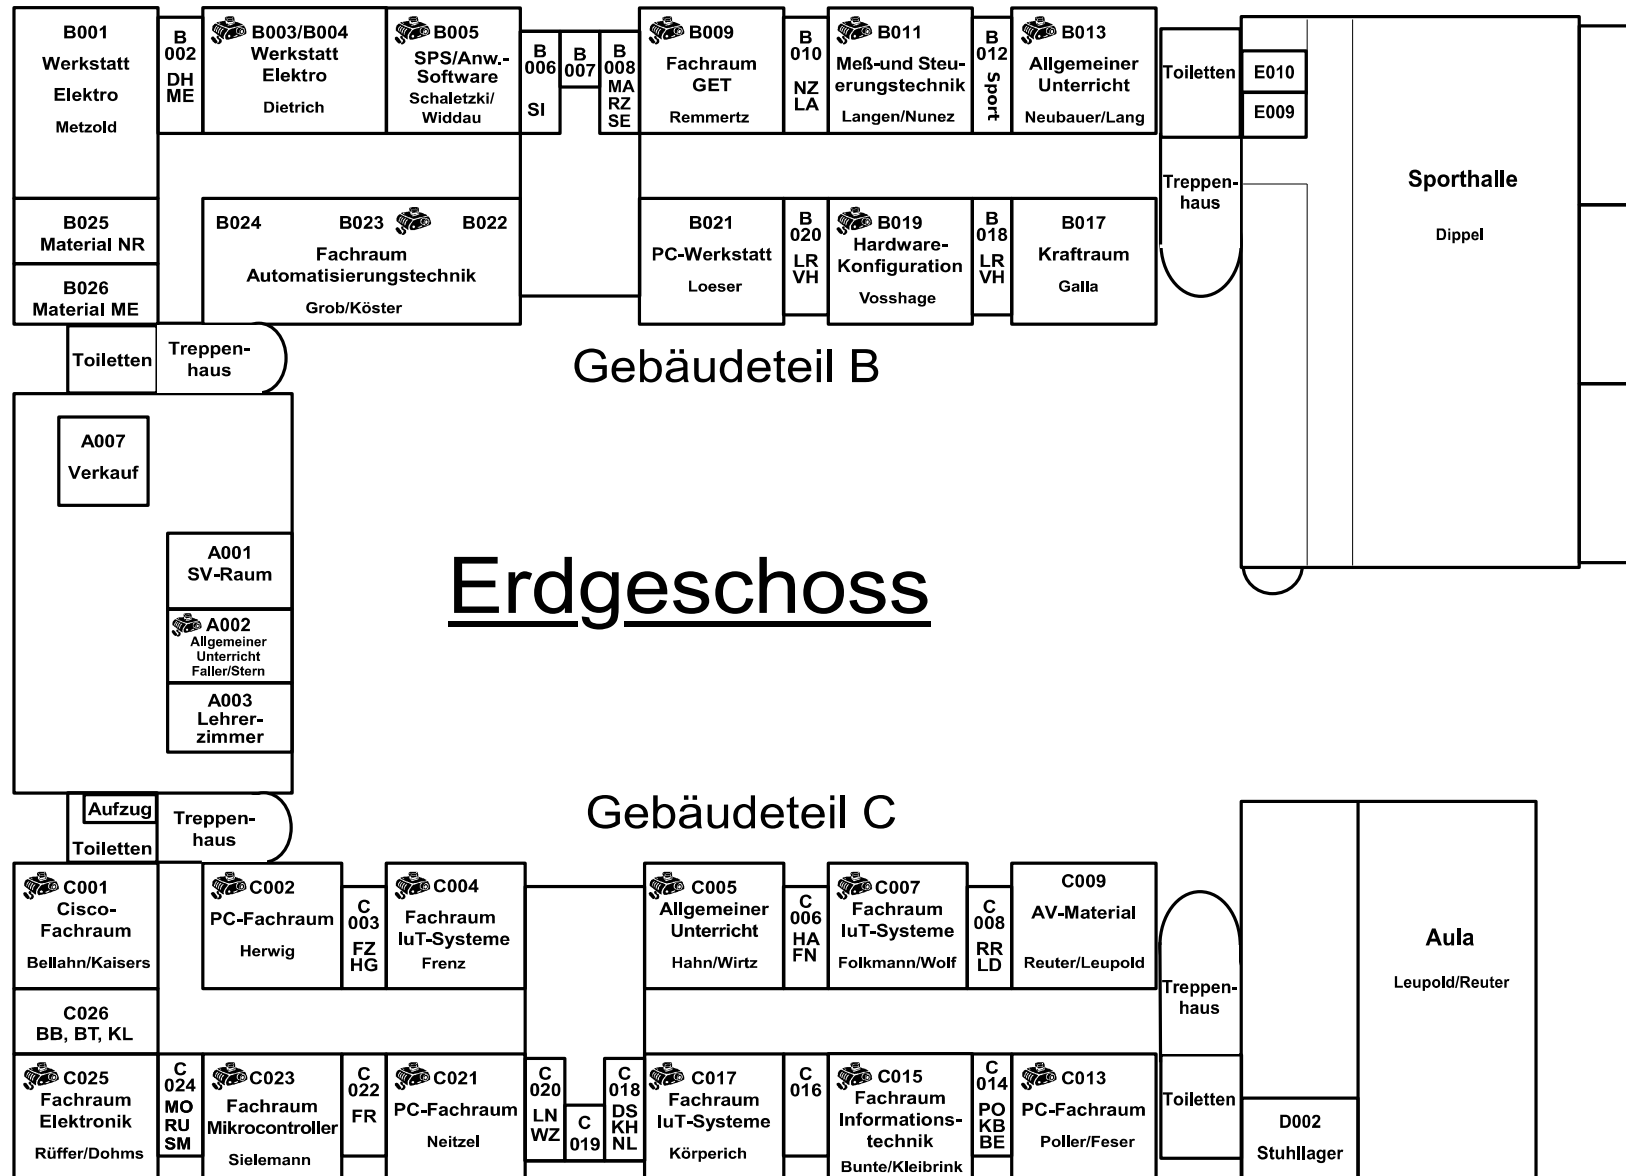 B001
Werkstatt
Elektro
Metzold
B
002
DH
ME
B003/B004
Werkstatt
Elektro
Dietrich
B005
SPS/Anw.-
Software
Schaletzki/
Widdau
B
006
SI
B
007
B
008
MA
RZ
SE
B009
Fachraum
GET
Remmertz
B
010
NZ
LA
B011
Meß-und Steu-
erungstechnik
Langen/Nunez
B
012
Sport
B013
Allgemeiner
Unterricht
Neubauer/Lang
Toiletten
E010
E009
Treppen-
haus
Sporthalle
Dippel
B025
Material NR
B026
Material ME
B024
B023
B022
Fachraum
Automatisierungstechnik
Grob/Köster
B021
PC-Werkstatt
Loeser
B
020
LR
VH
B019
Hardware-
Konfiguration
Vosshage
B
018
LR
VH
B017
Kraftraum
Galla
Toiletten
Treppen-
haus
Gebäudeteil B
A007
Verkauf
A001
SV-Raum
A002
Allgemeiner
Unterricht
Faller/Stern
A003
Lehrer-
zimmer
Erdgeschoss
Aufzug
Toiletten
Treppen-
haus
Gebäudeteil C
C001
Cisco-
Fachraum
Bellahn/Kaisers
C002
PC-Fachraum
Herwig
C
003
FZ
HG
C004
Fachraum
IuT-Systeme
Frenz
C005
Allgemeiner
Unterricht
Hahn/Wirtz
C
006
HA
FN
C007
Fachraum
IuT-Systeme
Folkmann/Wolf
C
008
RR
LD
C009
AV-Material
Reuter/Leupold
Treppen-
haus
Aula
Leupold/Reuter
C026
BB, BT, KL
C025
Fachraum
Elektronik
Rüffer/Dohms
C
024
MO
RU
SM
C023
Fachraum
Mikrocontroller
Sielemann
C
022
FR
C021
PC-Fachraum
Neitzel
C
020
LN
WZ
C
019
C
018
DS
KH
NL
C017
Fachraum
IuT-Systeme
Körperich
C
016
C015
Fachraum
Informations-
technik
Bunte/Kleibrink
C
014
PO
KB
BE
C013
PC-Fachraum
Poller/Feser
Toiletten
D002
Stuhllager